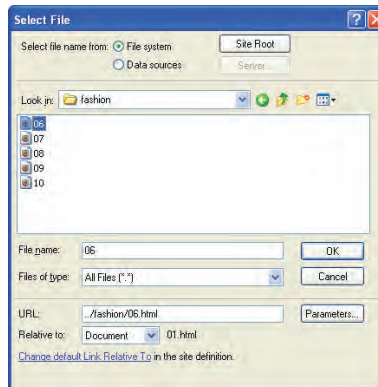 Select File
Select file name from: File system Site Root
Data sources Server...
Look in: fashion
06
07
08
09
10
File name: 06 OK
Files of type: All Files (*.*) Cancel
URL: ../fashion/06.html Parameters...
Relative to: Document 01.html
Change default Link Relative To in the site definition.